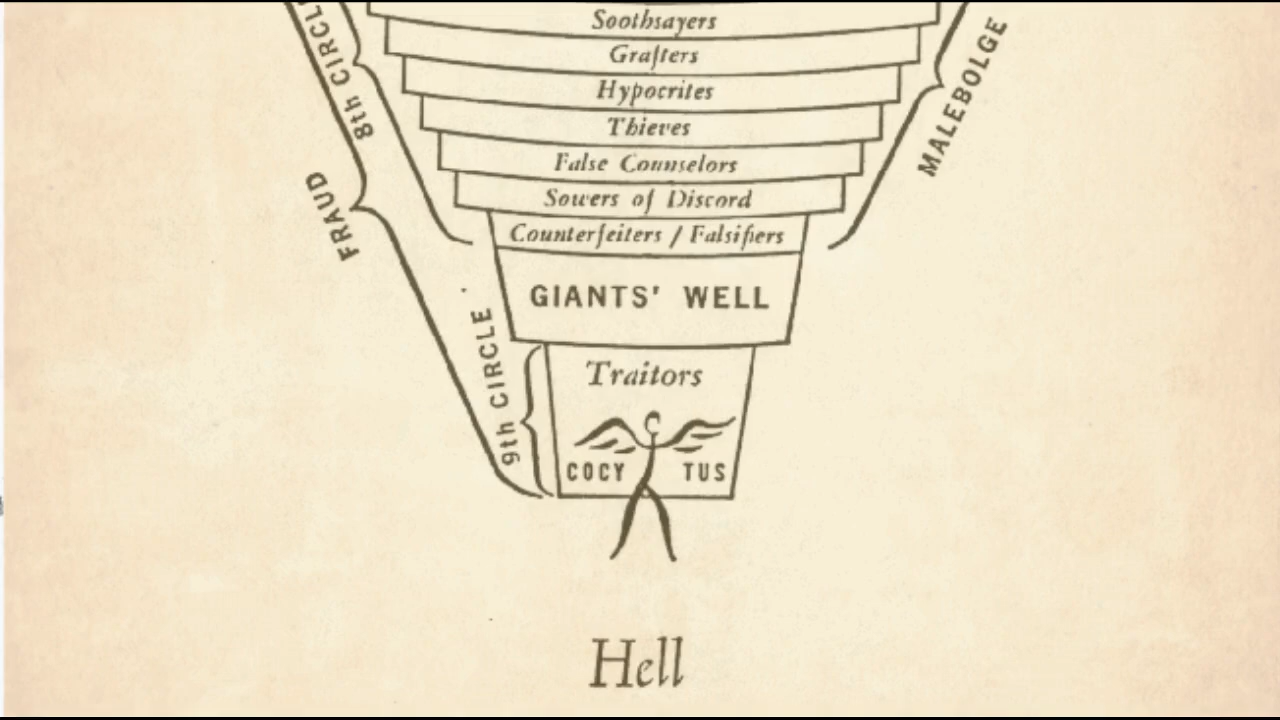 Soothsayers
Grafters
Hypocrites
Thieves
False Counselors
Sowers of Discord
Counterfeiters / Falsifiers
GIANTS' WELL
Traitors
COCY TUS
8th CIRCL
MALEBOLGE
FRAUD
9th CIRCLE
Hell